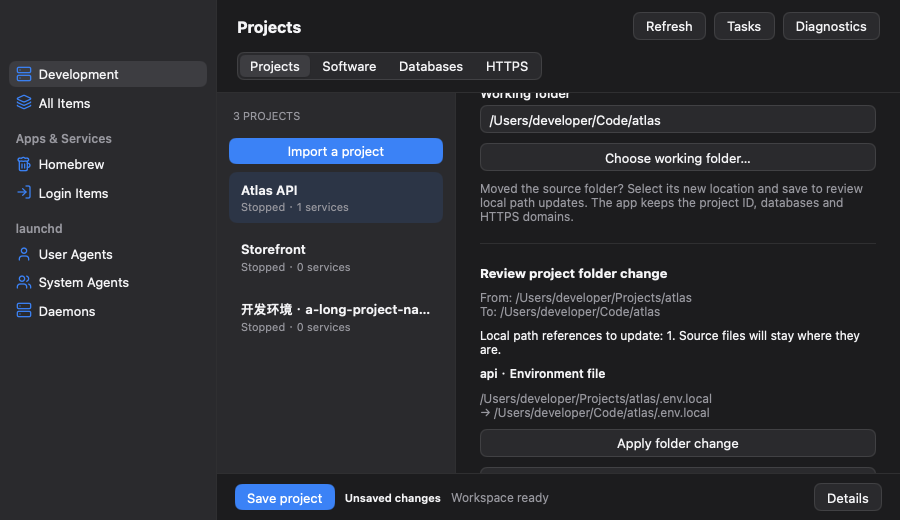 Projects
Refresh
Tasks
Diagnostics
Projects
Software
Databases
HTTPS
Development
All Items
Apps & Services
Homebrew
Login Items
launchd
User Agents
System Agents
Daemons
3 PROJECTS
Import a project
Atlas API
Stopped · 1 services
Storefront
Stopped · 0 services
开发环境 · a-long-project-na...
Stopped · 0 services
Working folder
/Users/developer/Code/atlas
Choose working folder...
Moved the source folder? Select its new location and save to review
local path updates. The app keeps the project ID, databases and
HTTPS domains.
Review project folder change
From: /Users/developer/Projects/atlas
To: /Users/developer/Code/atlas
Local path references to update: 1. Source files will stay where they
are.
api · Environment file
/Users/developer/Projects/atlas/.env.local
→ /Users/developer/Code/atlas/.env.local
Apply folder change
Save project
Unsaved changes
Workspace ready
Details